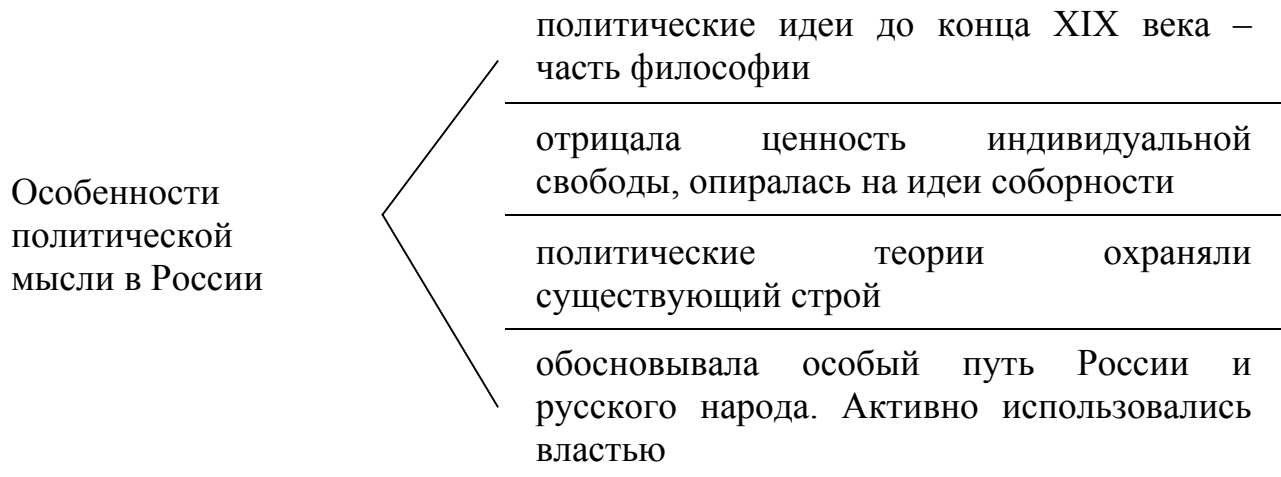 Особенности
политической
мысли в России
политические идеи до конца XIX века –
часть философии
отрицала ценность индивидуальной
свободы, опиралась на идеи соборности
политические теории охраняли
существующий строй
обосновывала особый путь России и
русского народа. Активно использовались
властью